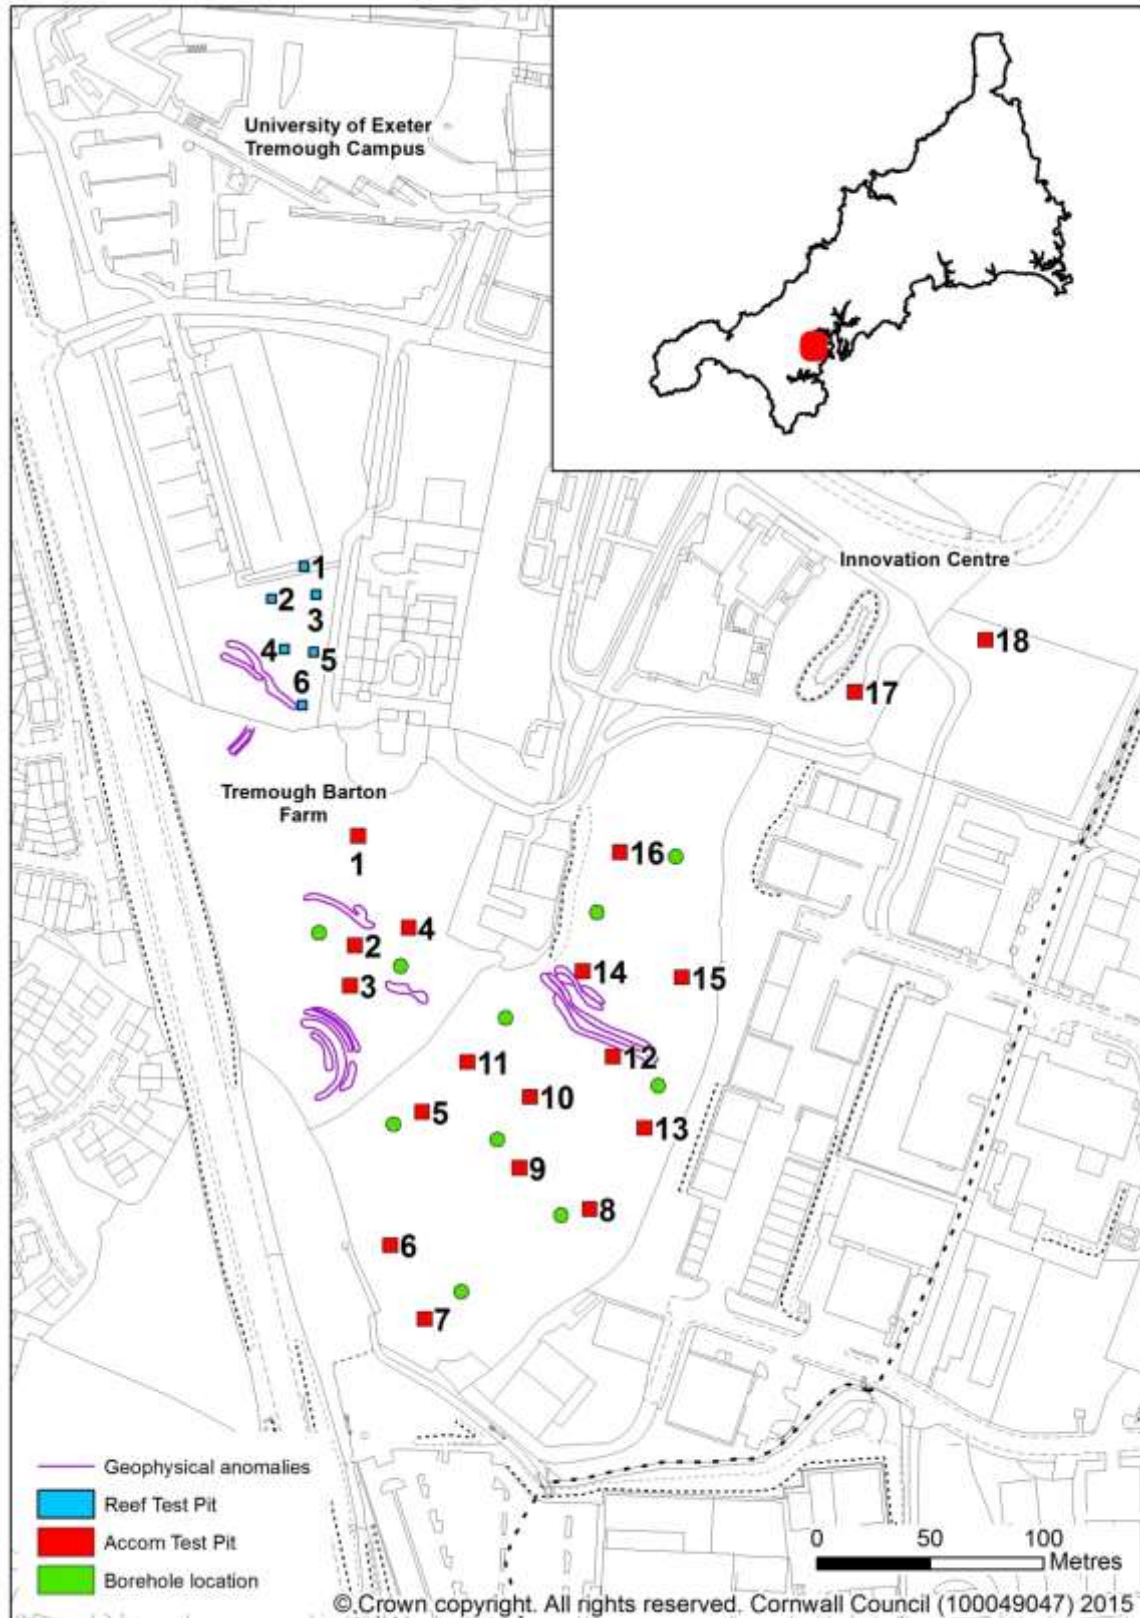 University of Exeter
Tremough Campus
Innovation Centre
1
2
3
4
5
6
18
17
Tremough Barton
Farm
1
16
4
2
14
15
3
12
11
10
5
13
9
8
6
7
Geophysical anomalies
Reef Test Pit
Accom Test Pit
Borehole location
0 50 100
Metres
© Crown copyright. All rights reserved. Cornwall Council (100049047) 2015